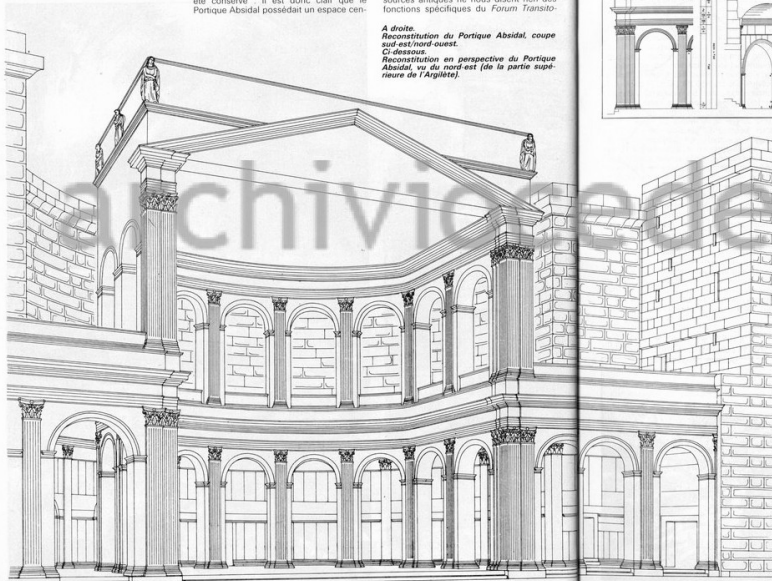 été conservé . Il est donc clair que le
Portique Absidal possédait un espace cen-
sources antiques ne nous disent rien des
fonctions spécifiques du Forum Transito-
A droite.
Reconstitution du Portique Absidal, coupe
sud-est/nord-ouest.
Ci-dessous.
Reconstitution en perspective du Portique
Absidal, vu du nord-est (de la partie supé-
rieure de l'Argilète).
archiviocede